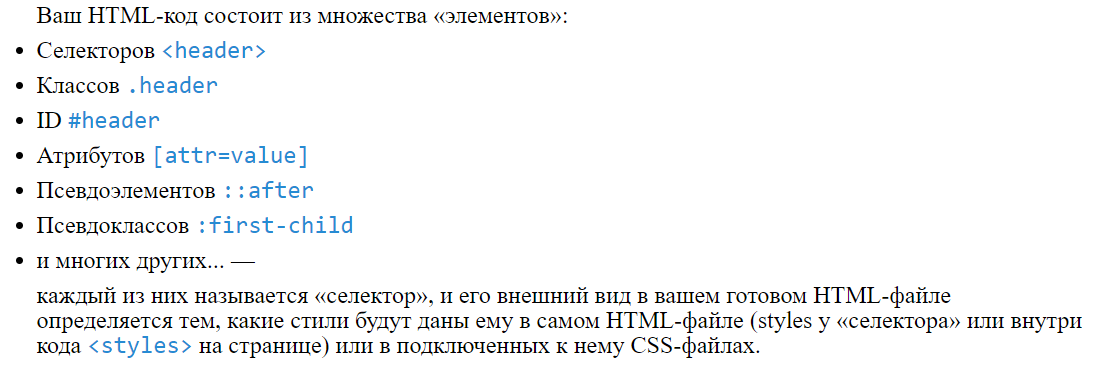 Ваш HTML-код состоит из множества «элементов»:
• Селекторов <header>
• Классов .header
• ID #header
• Атрибутов [attr=value]
• Псевдоэлементов ::after
• Псевдоклассов :first-child
• и многих других... —
каждый из них называется «селектор», и его внешний вид в вашем готовом HTML-файле
определяется тем, какие стили будут даны ему в самом HTML-файле (styles у «селектора» или внутри
кода <styles> на странице) или в подключенных к нему CSS-файлах.